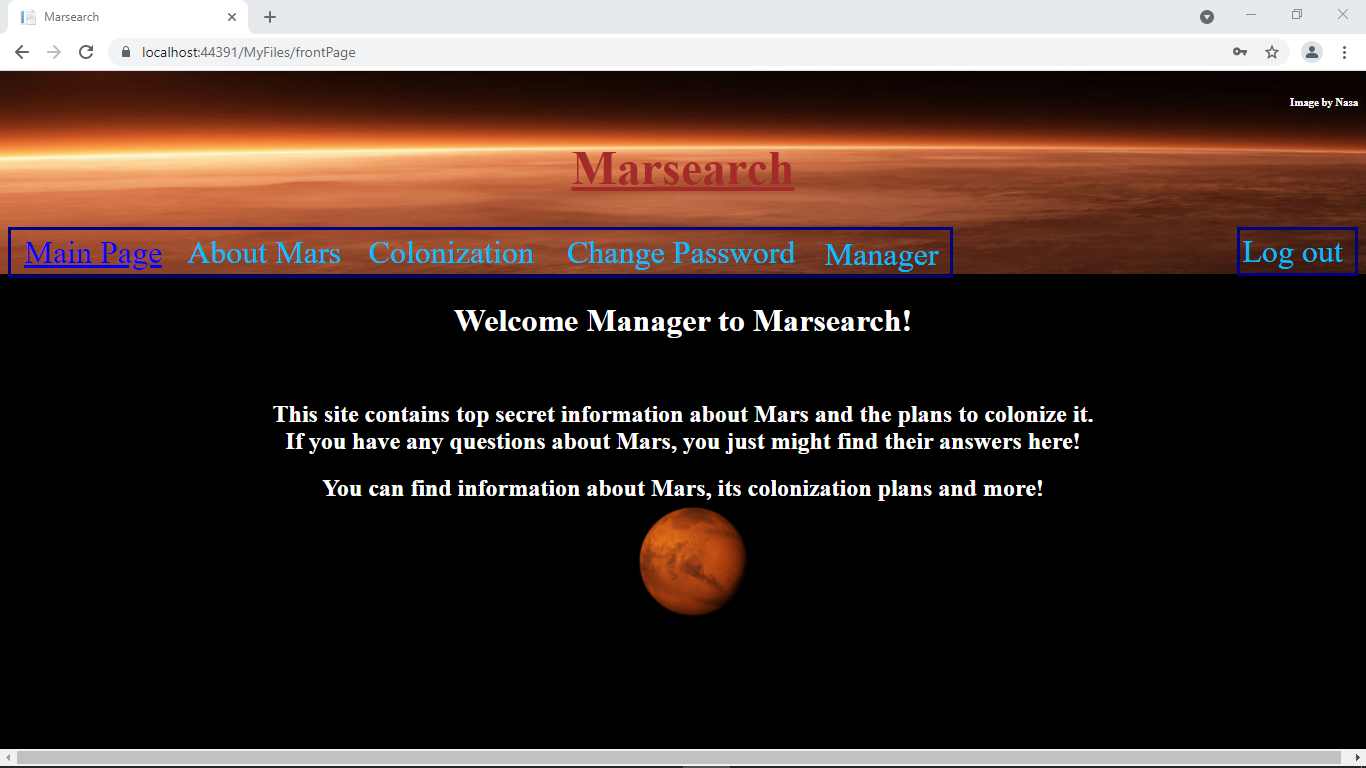 Marsearch
localhost:44391/MyFiles/frontPage
Image by Nasa
Marsearch
Main Page About Mars Colonization Change Password Manager Log out
Welcome Manager to Marsearch!
This site contains top secret information about Mars and the plans to colonize it.
If you have any questions about Mars, you just might find their answers here!
You can find information about Mars, its colonization plans and more!